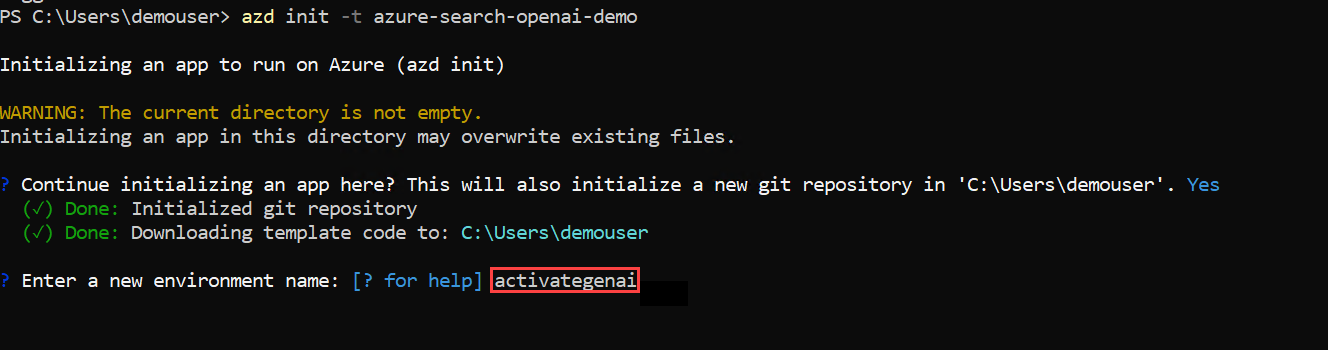 PS C:\Users\demouser> azd init -t azure-search-openai-demo
Initializing an app to run on Azure (azd init)
WARNING: The current directory is not empty.
Initializing an app in this directory may overwrite existing files.
? Continue initializing an app here? This will also initialize a new git repository in 'C:\Users\demouser'. Yes
(✓) Done: Initialized git repository
(✓) Done: Downloading template code to: C:\Users\demouser
? Enter a new environment name: [? for help] activategenai